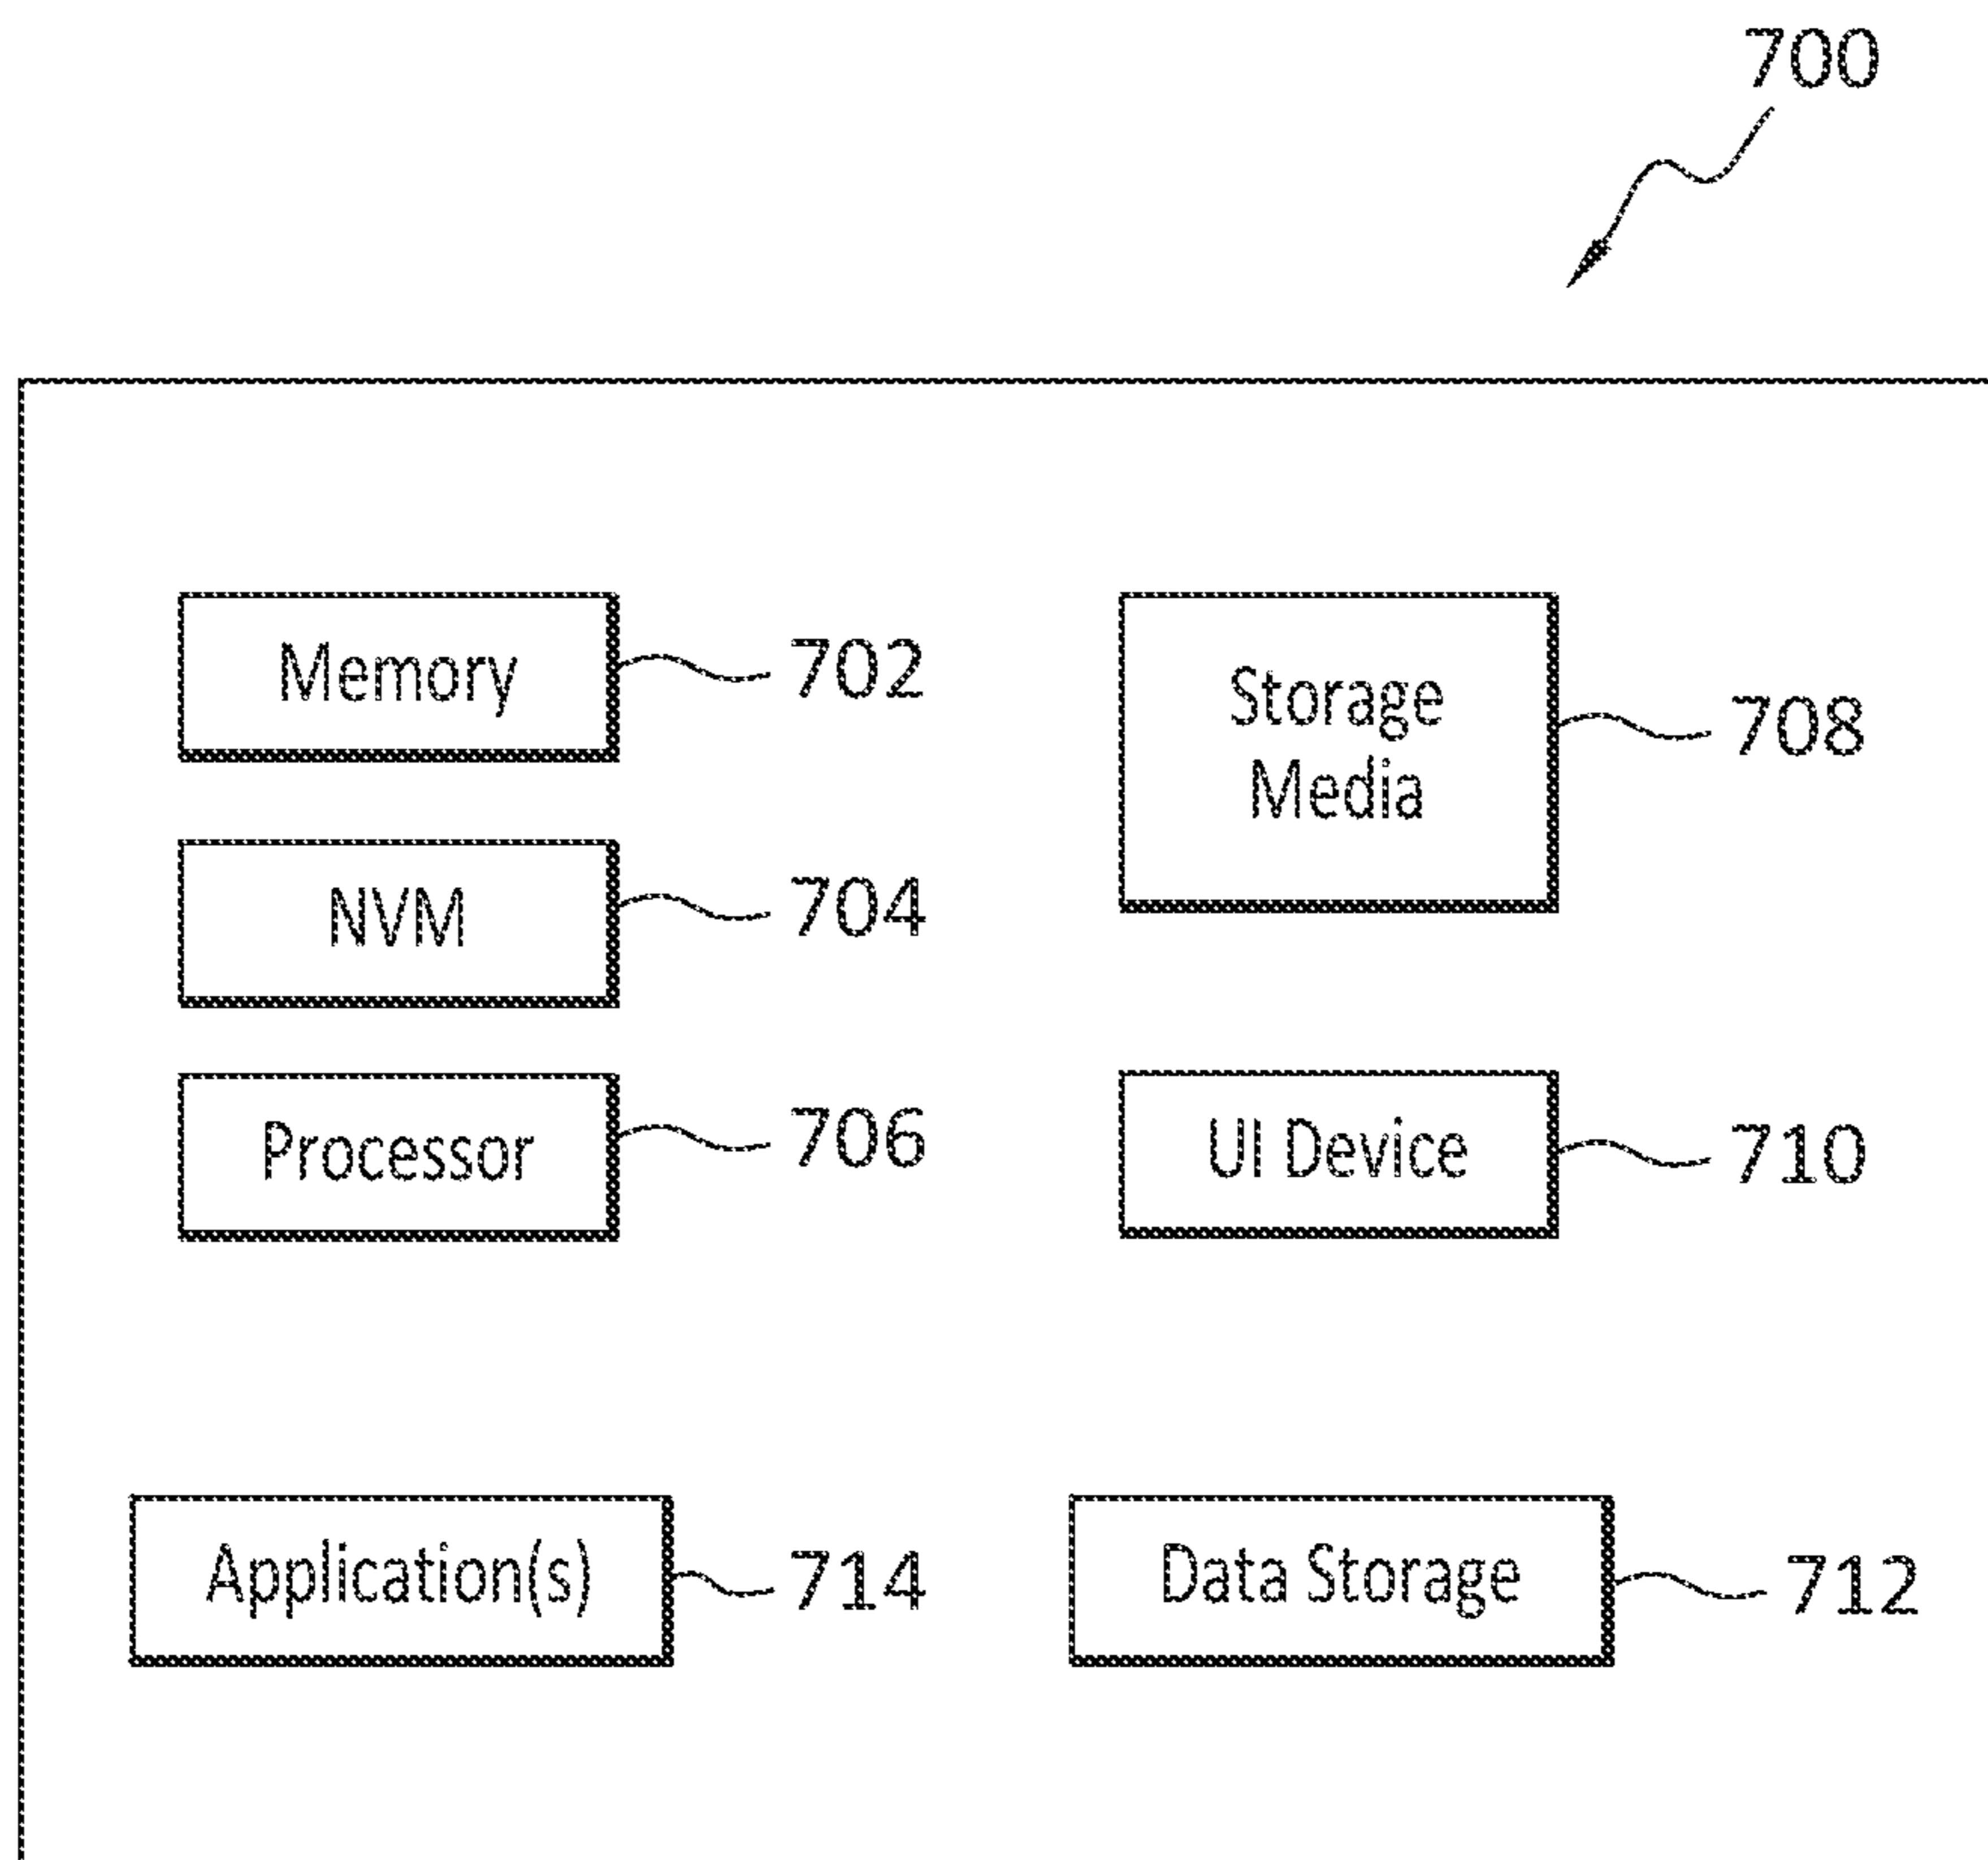 700
Memory
702
Storage
Media
708
NVM
704
Processor
706
UI Device
710
Application(s)
714
Data Storage
712